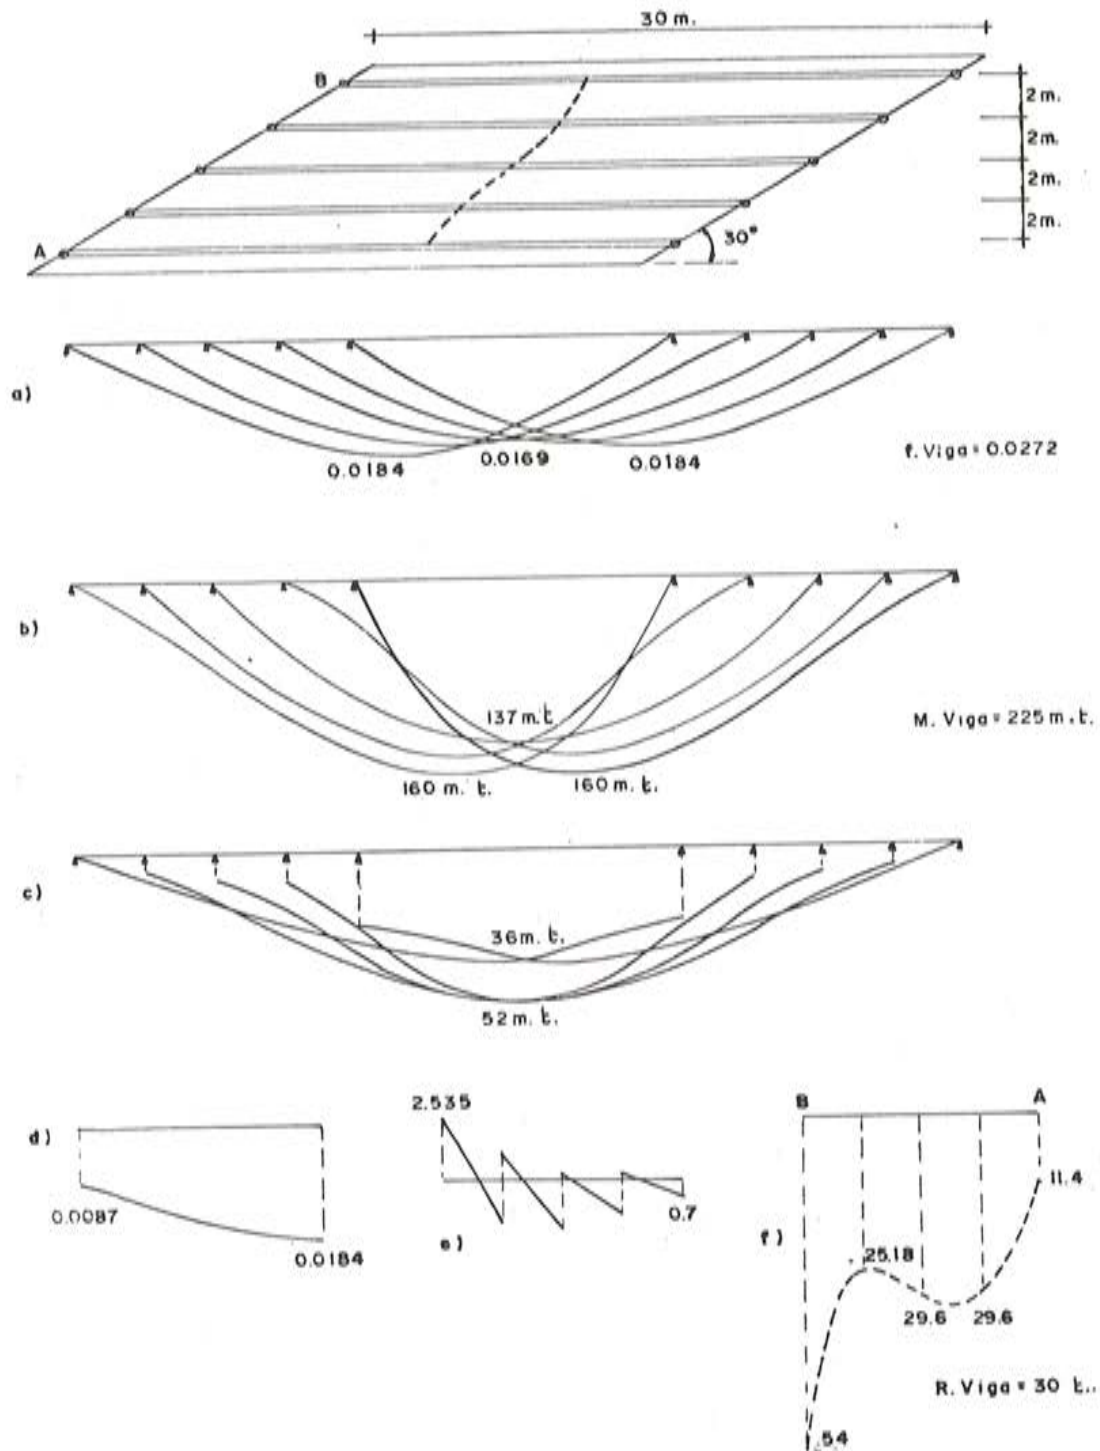 30 m.
B
2 m.
2 m.
2 m.
2 m.
A
30°
a)
0.0184
0.0169
0.0184
f. Viga = 0.0272
b)
137 m. t.
M. Viga = 225 m. t.
160 m. t.
160 m. t.
c)
36 m. t.
52 m. t.
d)
0.0087
0.0184
2.535
0.7
e)
B
A
11.4
f)
25.18
29.6
29.6
R. Viga = 30 t.
54